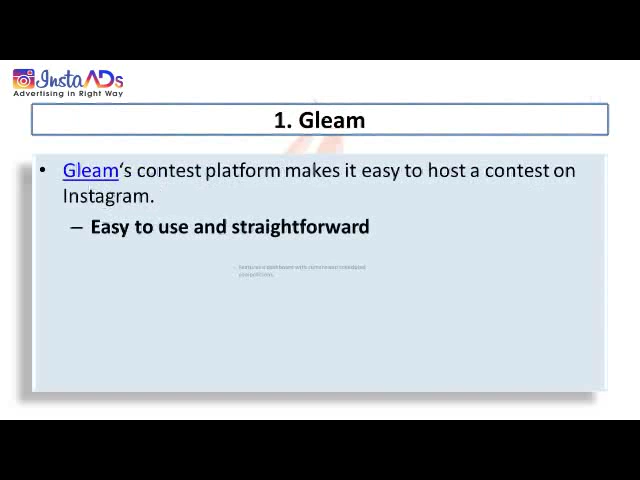 InstaADs
Advertising in Right Way
1. Gleam
• Gleam‘s contest platform makes it easy to host a contest on
Instagram.
– Easy to use and straightforward
competitors.